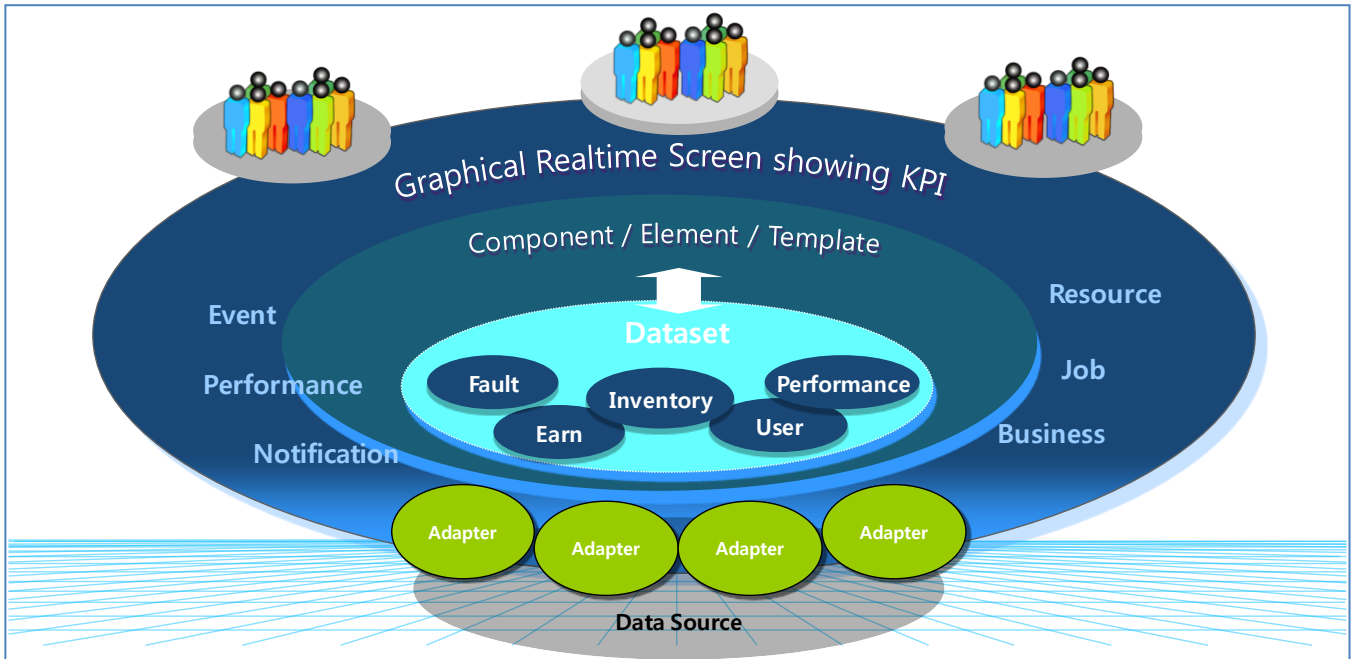 Graphical Realtime Screen showing KPI
Component / Element / Template
Event
Performance
Notification
Resource
Job
Business
Dataset
Fault
Earn
Inventory
User
Performance
Adapter
Adapter
Adapter
Adapter
Data Source